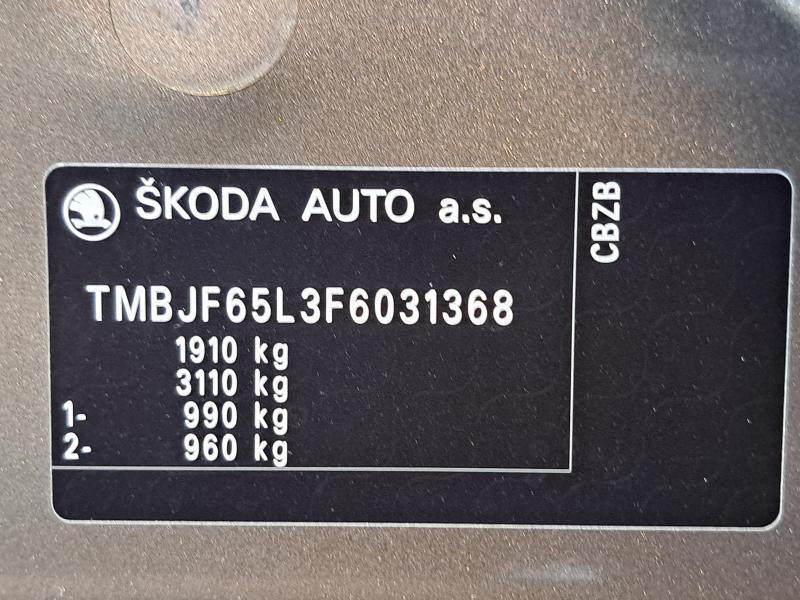 ŠKODA AUTO a.s.
CBZB
TMBJF65L3F6031368
1910 kg
3110 kg
1- 990 kg
2- 960 kg